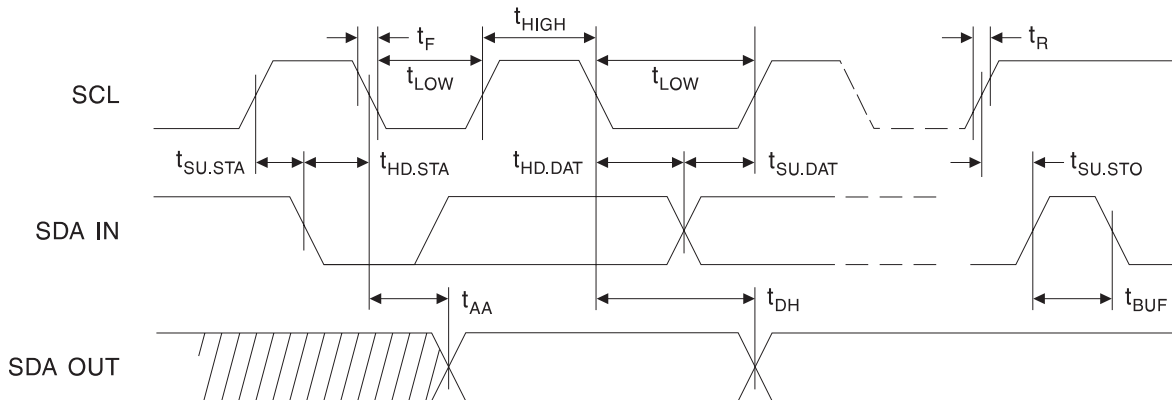 tHIGH
tF
tR
tLOW
tLOW
SCL
tSU.STA
tHD.STA
tHD.DAT
tSU.DAT
tSU.STO
SDA IN
tAA
tDH
tBUF
SDA OUT